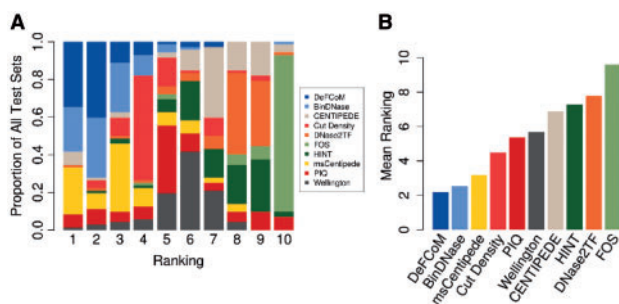 A
Proportion of All Test Sets
1.0
0.8
0.6
0.4
0.2
0.0
1 2 3 4 5 6 7 8 9 10
Ranking
DeFCoM
BinDNase
CENTIPEDE
Cut Density
DNase2TF
FOS
HINT
msCentipede
PIQ
Wellington
B
Mean Ranking
10
8
6
4
2
0
DeFCoM
BinDNase
msCentipede
Cut Density
PIQ
Wellington
CENTIPEDE
HINT
DNase2TF
FOS